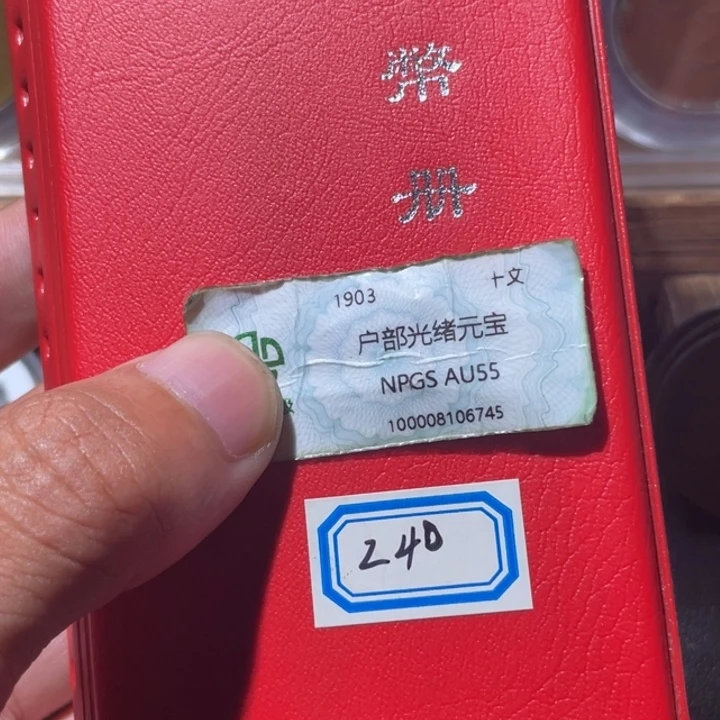 幣
册
1903 十文
户部光绪元宝
NPGS AU55
100008106745
240